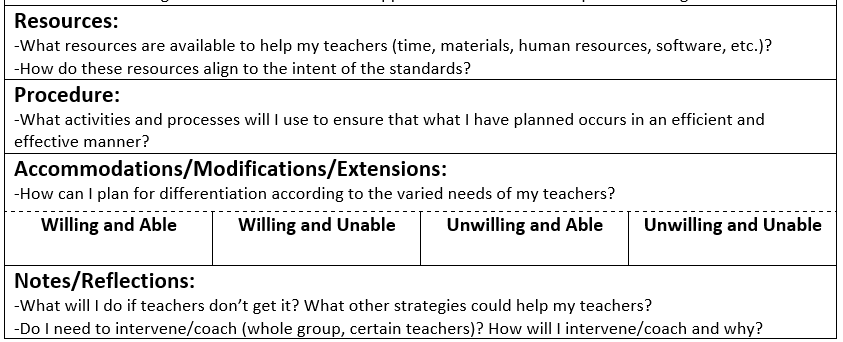 Resources:
-What resources are available to help my teachers (time, materials, human resources, software, etc.)?
-How do these resources align to the intent of the standards?
Procedure:
-What activities and processes will I use to ensure that what I have planned occurs in an efficient and
effective manner?
Accommodations/Modifications/Extensions:
-How can I plan for differentiation according to the varied needs of my teachers?
Willing and Able
Willing and Unable
Unwilling and Able
Unwilling and Unable
Notes/Reflections:
-What will I do if teachers don’t get it? What other strategies could help my teachers?
-Do I need to intervene/coach (whole group, certain teachers)? How will I intervene/coach and why?